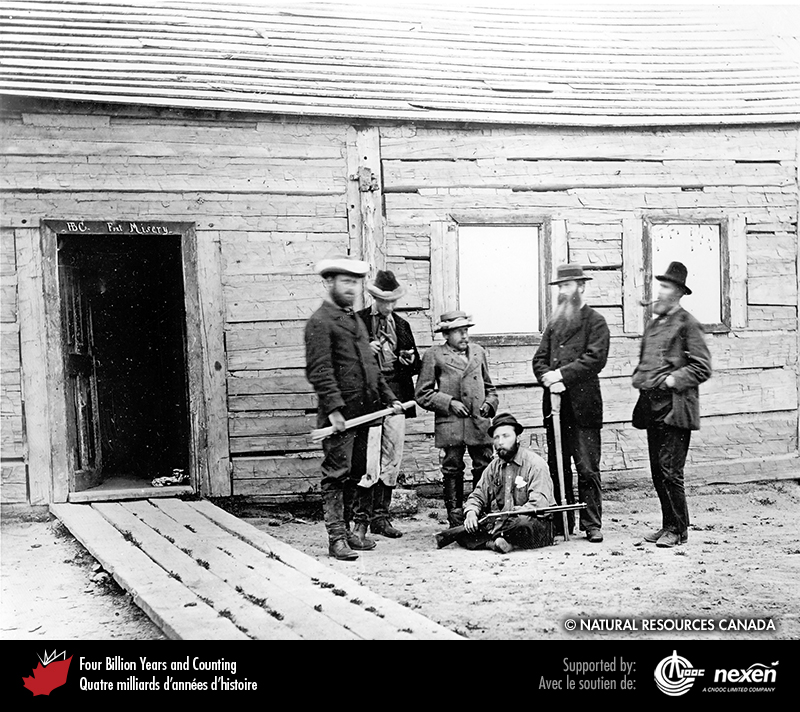 HBC. Fort Misery
© NATURAL RESOURCES CANADA
Four Billion Years and Counting
Quatre milliards d'années d'histoire
Supported by:
Avec le soutien de:
CNOOC nexen
A CNOOC LIMITED COMPANY